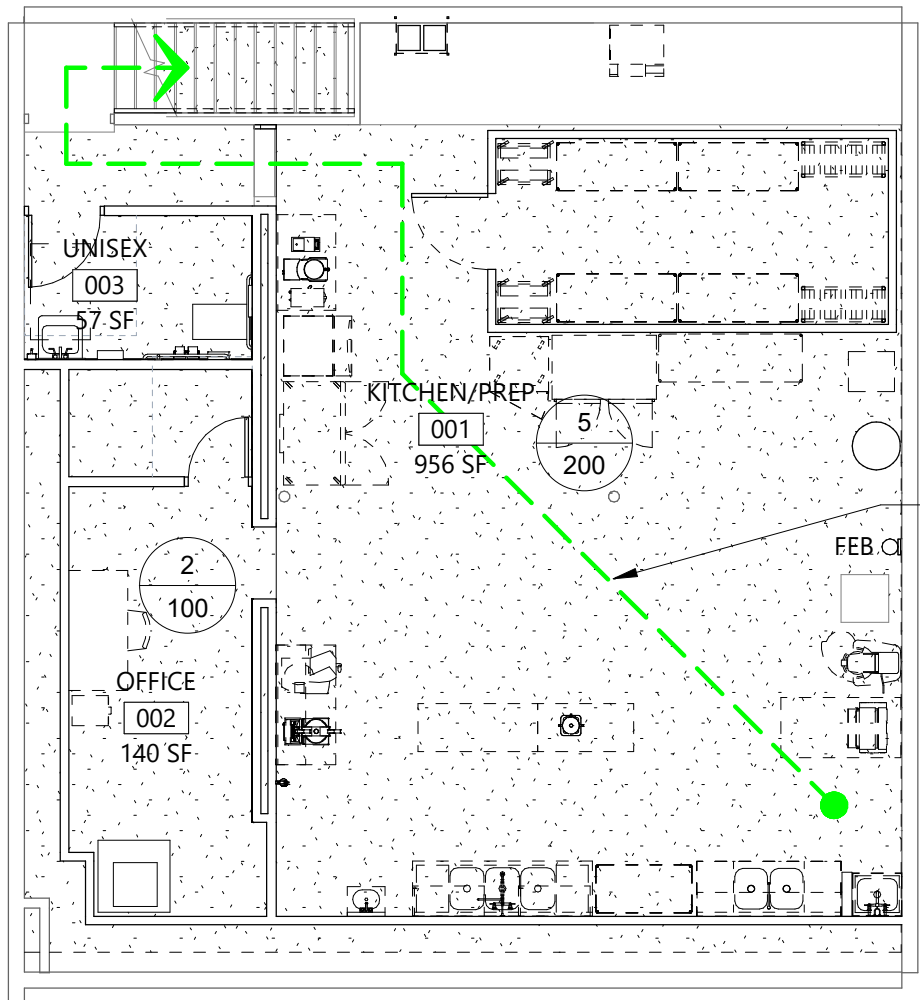 UNISEX
003
57 SF
KITCHEN/PREP
001
956 SF
5
200
FEB
2
100
OFFICE
002
140 SF